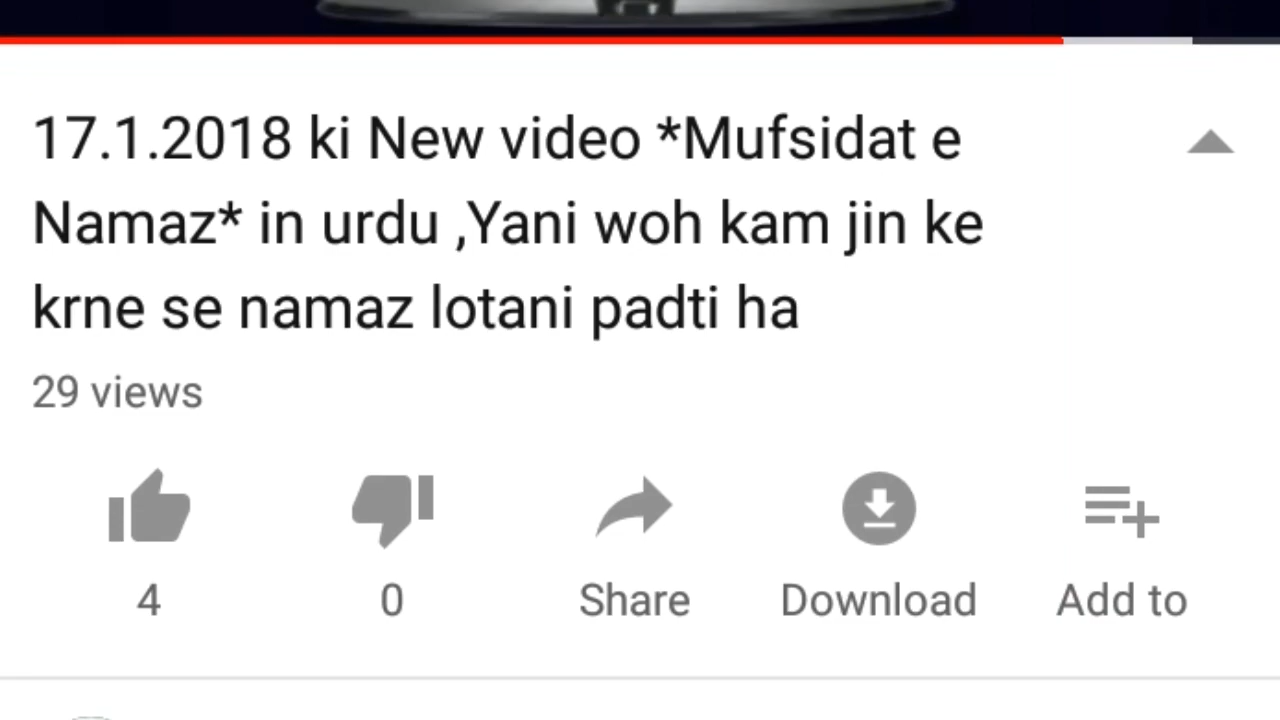 17.1.2018 ki New video *Mufsidat e
Namaz* in urdu ,Yani woh kam jin ke
krne se namaz lotani padti ha
29 views
4
0
Share
Download
Add to